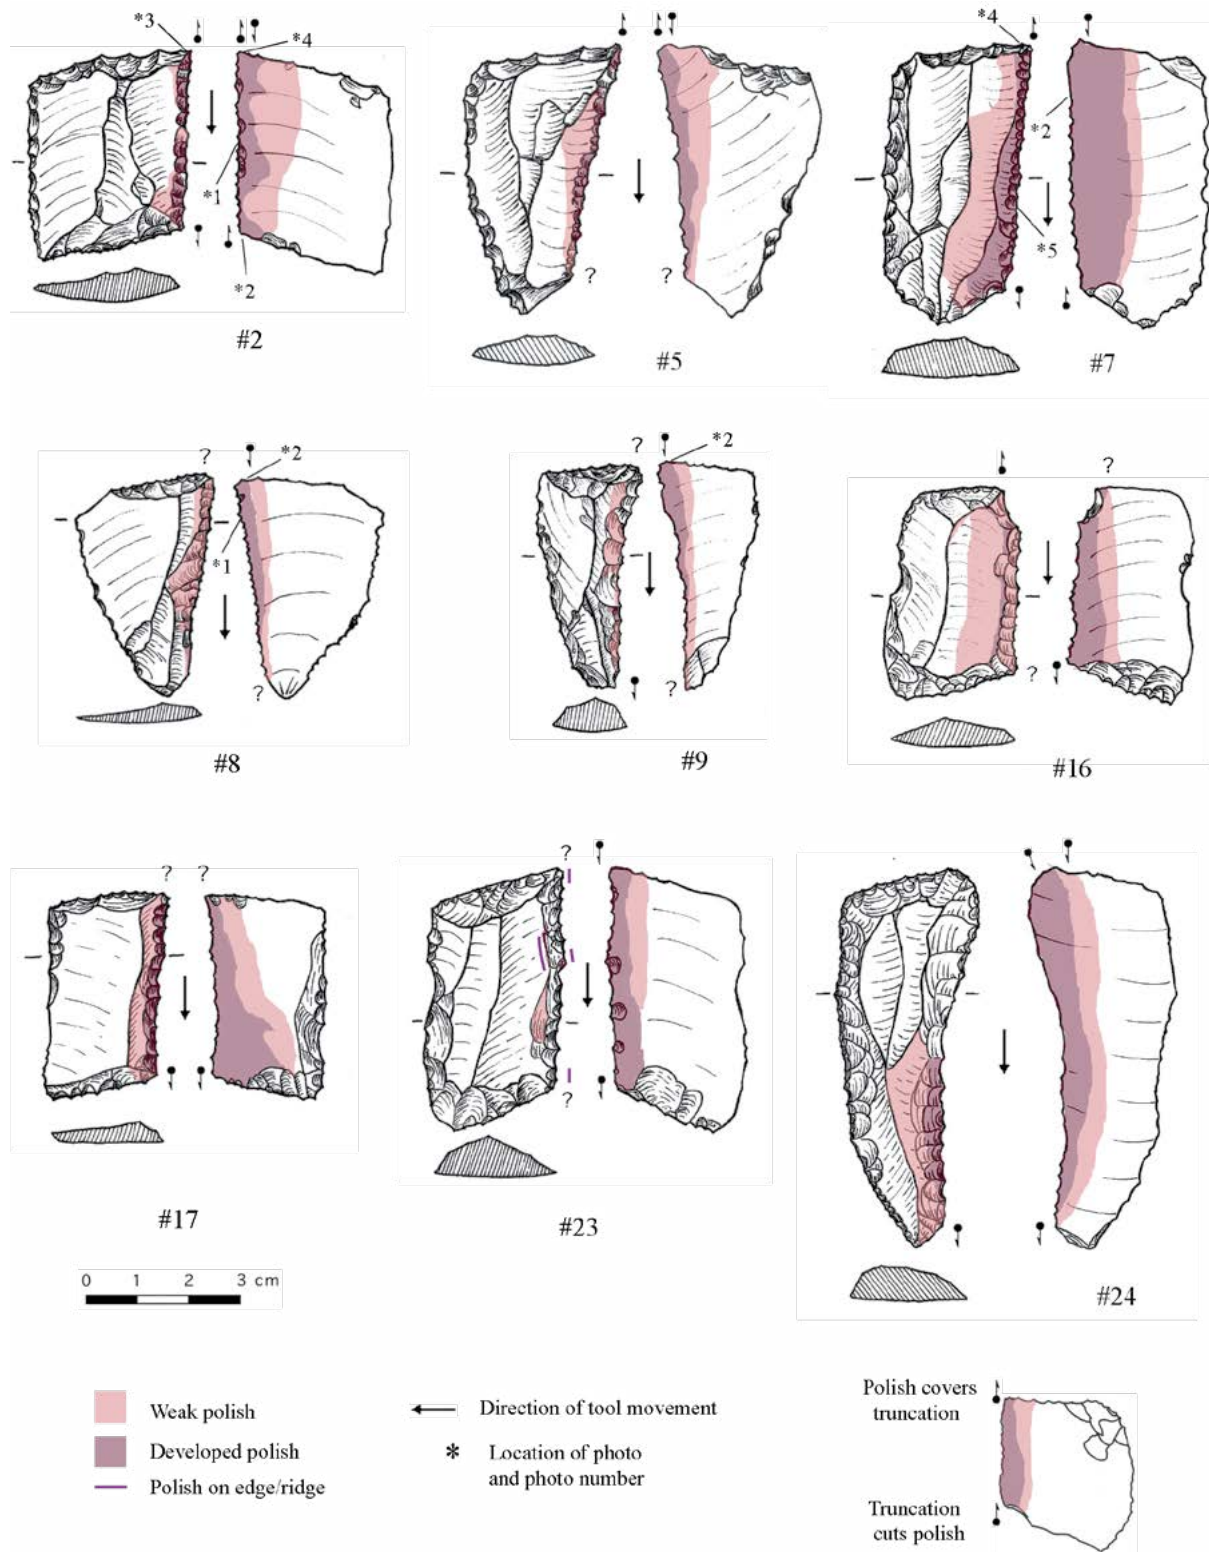 *3
*4
*1
*2
#2
?
?
#5
*4
*2
*5
#7
?
*2
*1
?
#8
?
*2
?
#9
?
?
#16
? ?
#17
?
?
#23
#24
0 1 2 3 cm
Weak polish
Developed polish
Polish on edge/ridge
Direction of tool movement
* Location of photo
and photo number
Polish covers
truncation
Truncation
cuts polish